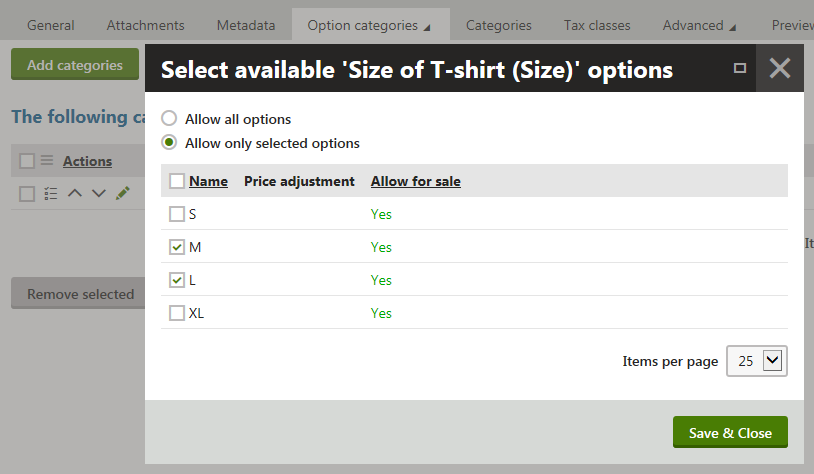 General Attachments Metadata Option categories Categories Tax classes Advanced Preview
Add categories
Select available 'Size of T-shirt (Size)' options
The following ca
Allow all options
Allow only selected options
Actions
Name Price adjustment Allow for sale
S Yes
M Yes
L Yes
XL Yes
It
Remove selected
Items per page 25
Save & Close